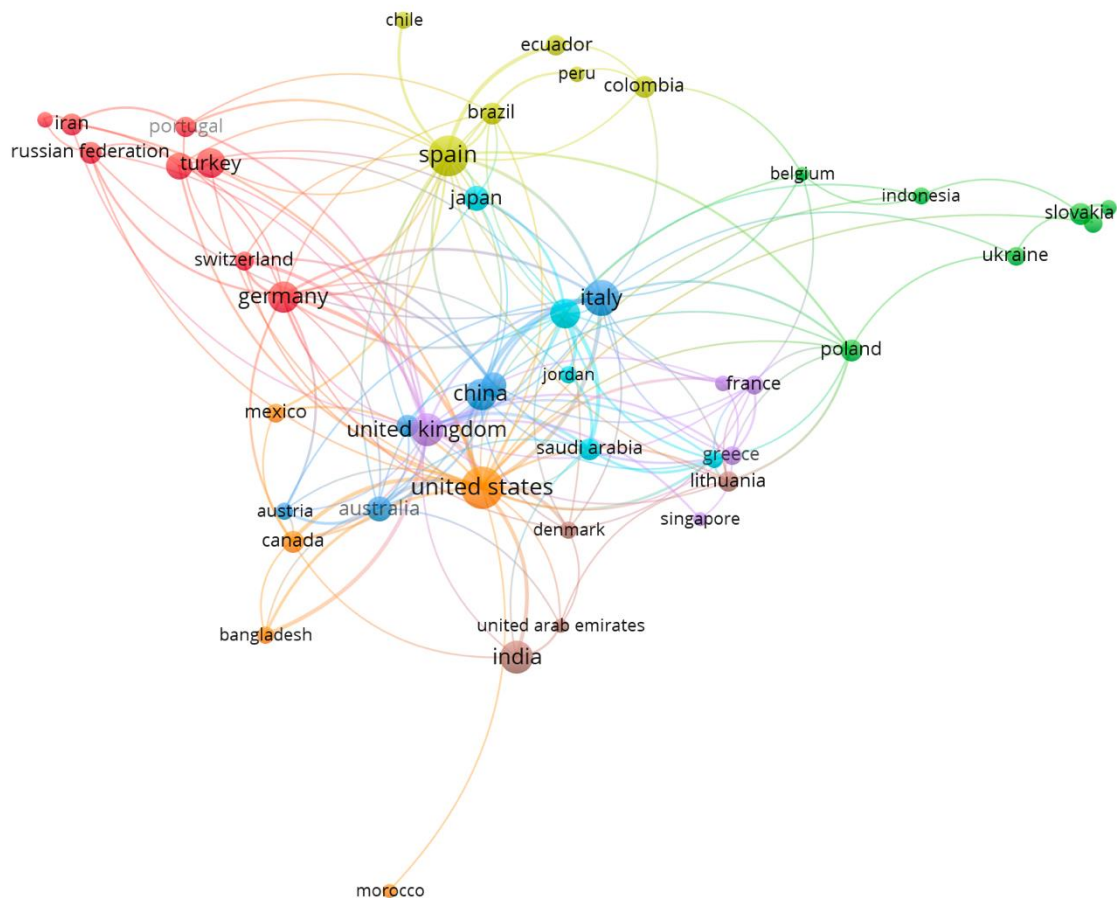 chile
ecuador
peru
colombia
brazil
iran
portugal
russian federation
turkey
spain
belgium
japan
indonesia
slovakia
ukraine
switzerland
germany
italy
poland
jordan
france
china
mexico
united kingdom
saudi arabia
greece
lithuania
united states
australia
austria
singapore
denmark
canada
united arab emirates
bangladesh
india
morocco